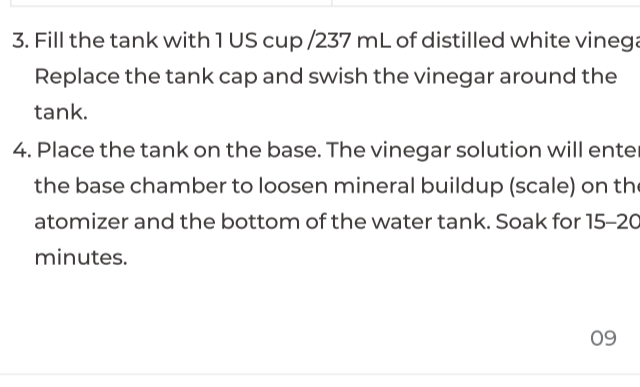 3. Fill the tank with 1 US cup /237 mL of distilled white
Replace the tank cap and swish the vinegar around the
tank.
4. Place the tank on the base. The vinegar solution will
the base chamber to loosen mineral buildup (scale) on
atomizer and the bottom of the water tank. Soak for 15–20
minutes.
09